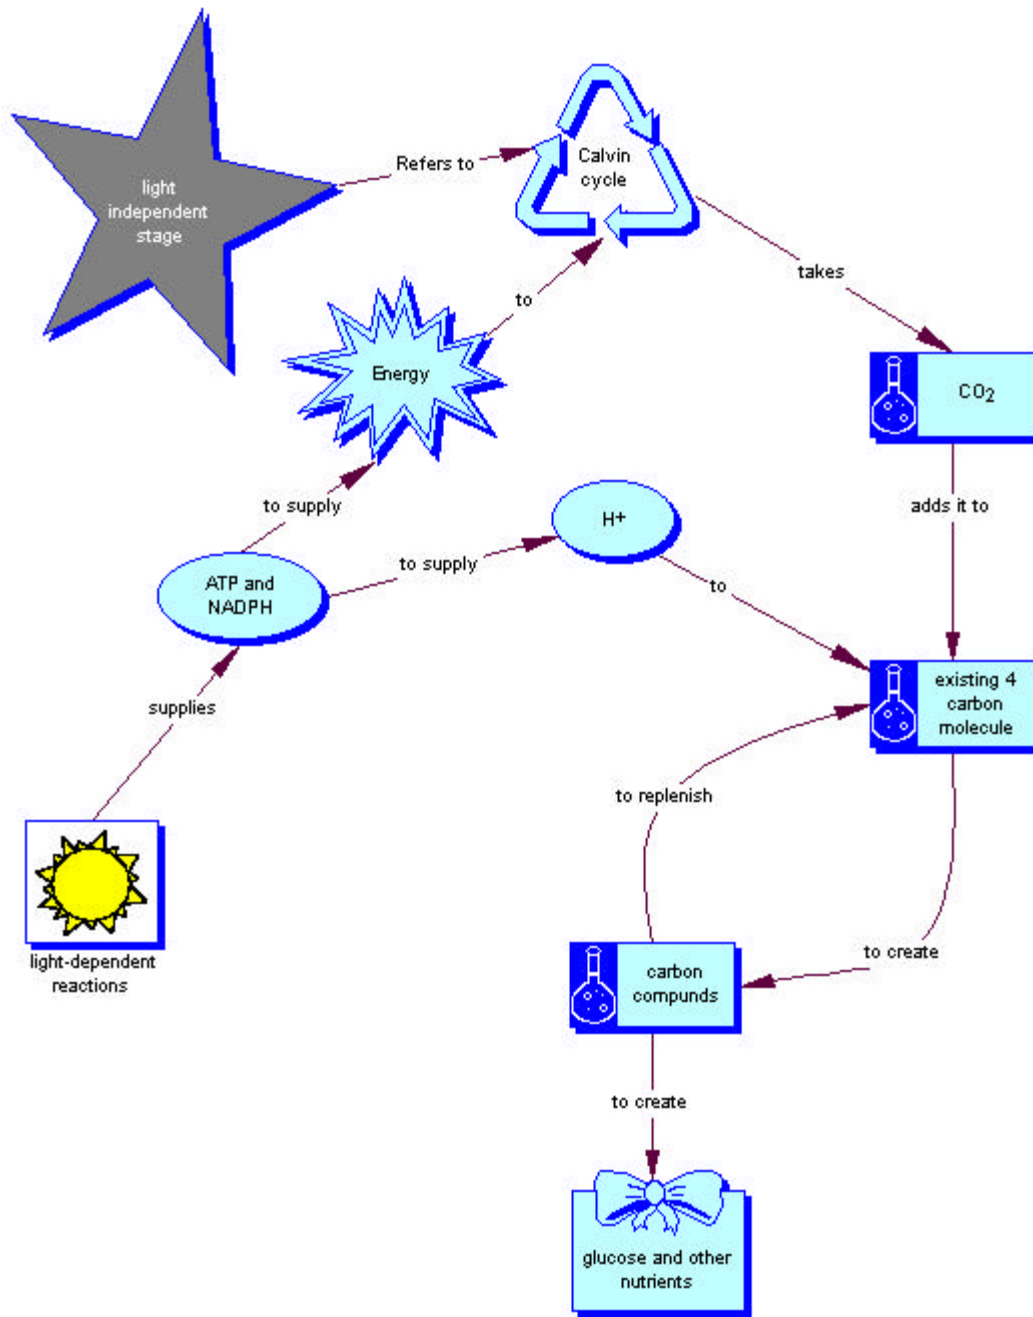 Refers to
Calvin
cycle
light
independent
stage
takes
to
Energy
CO2
to supply
adds it to
H+
to supply
to
ATP and
NADPH
existing 4
carbon
molecule
supplies
to replenish
light-dependent
reactions
to create
carbon
compunds
to create
glucose and other
nutrients